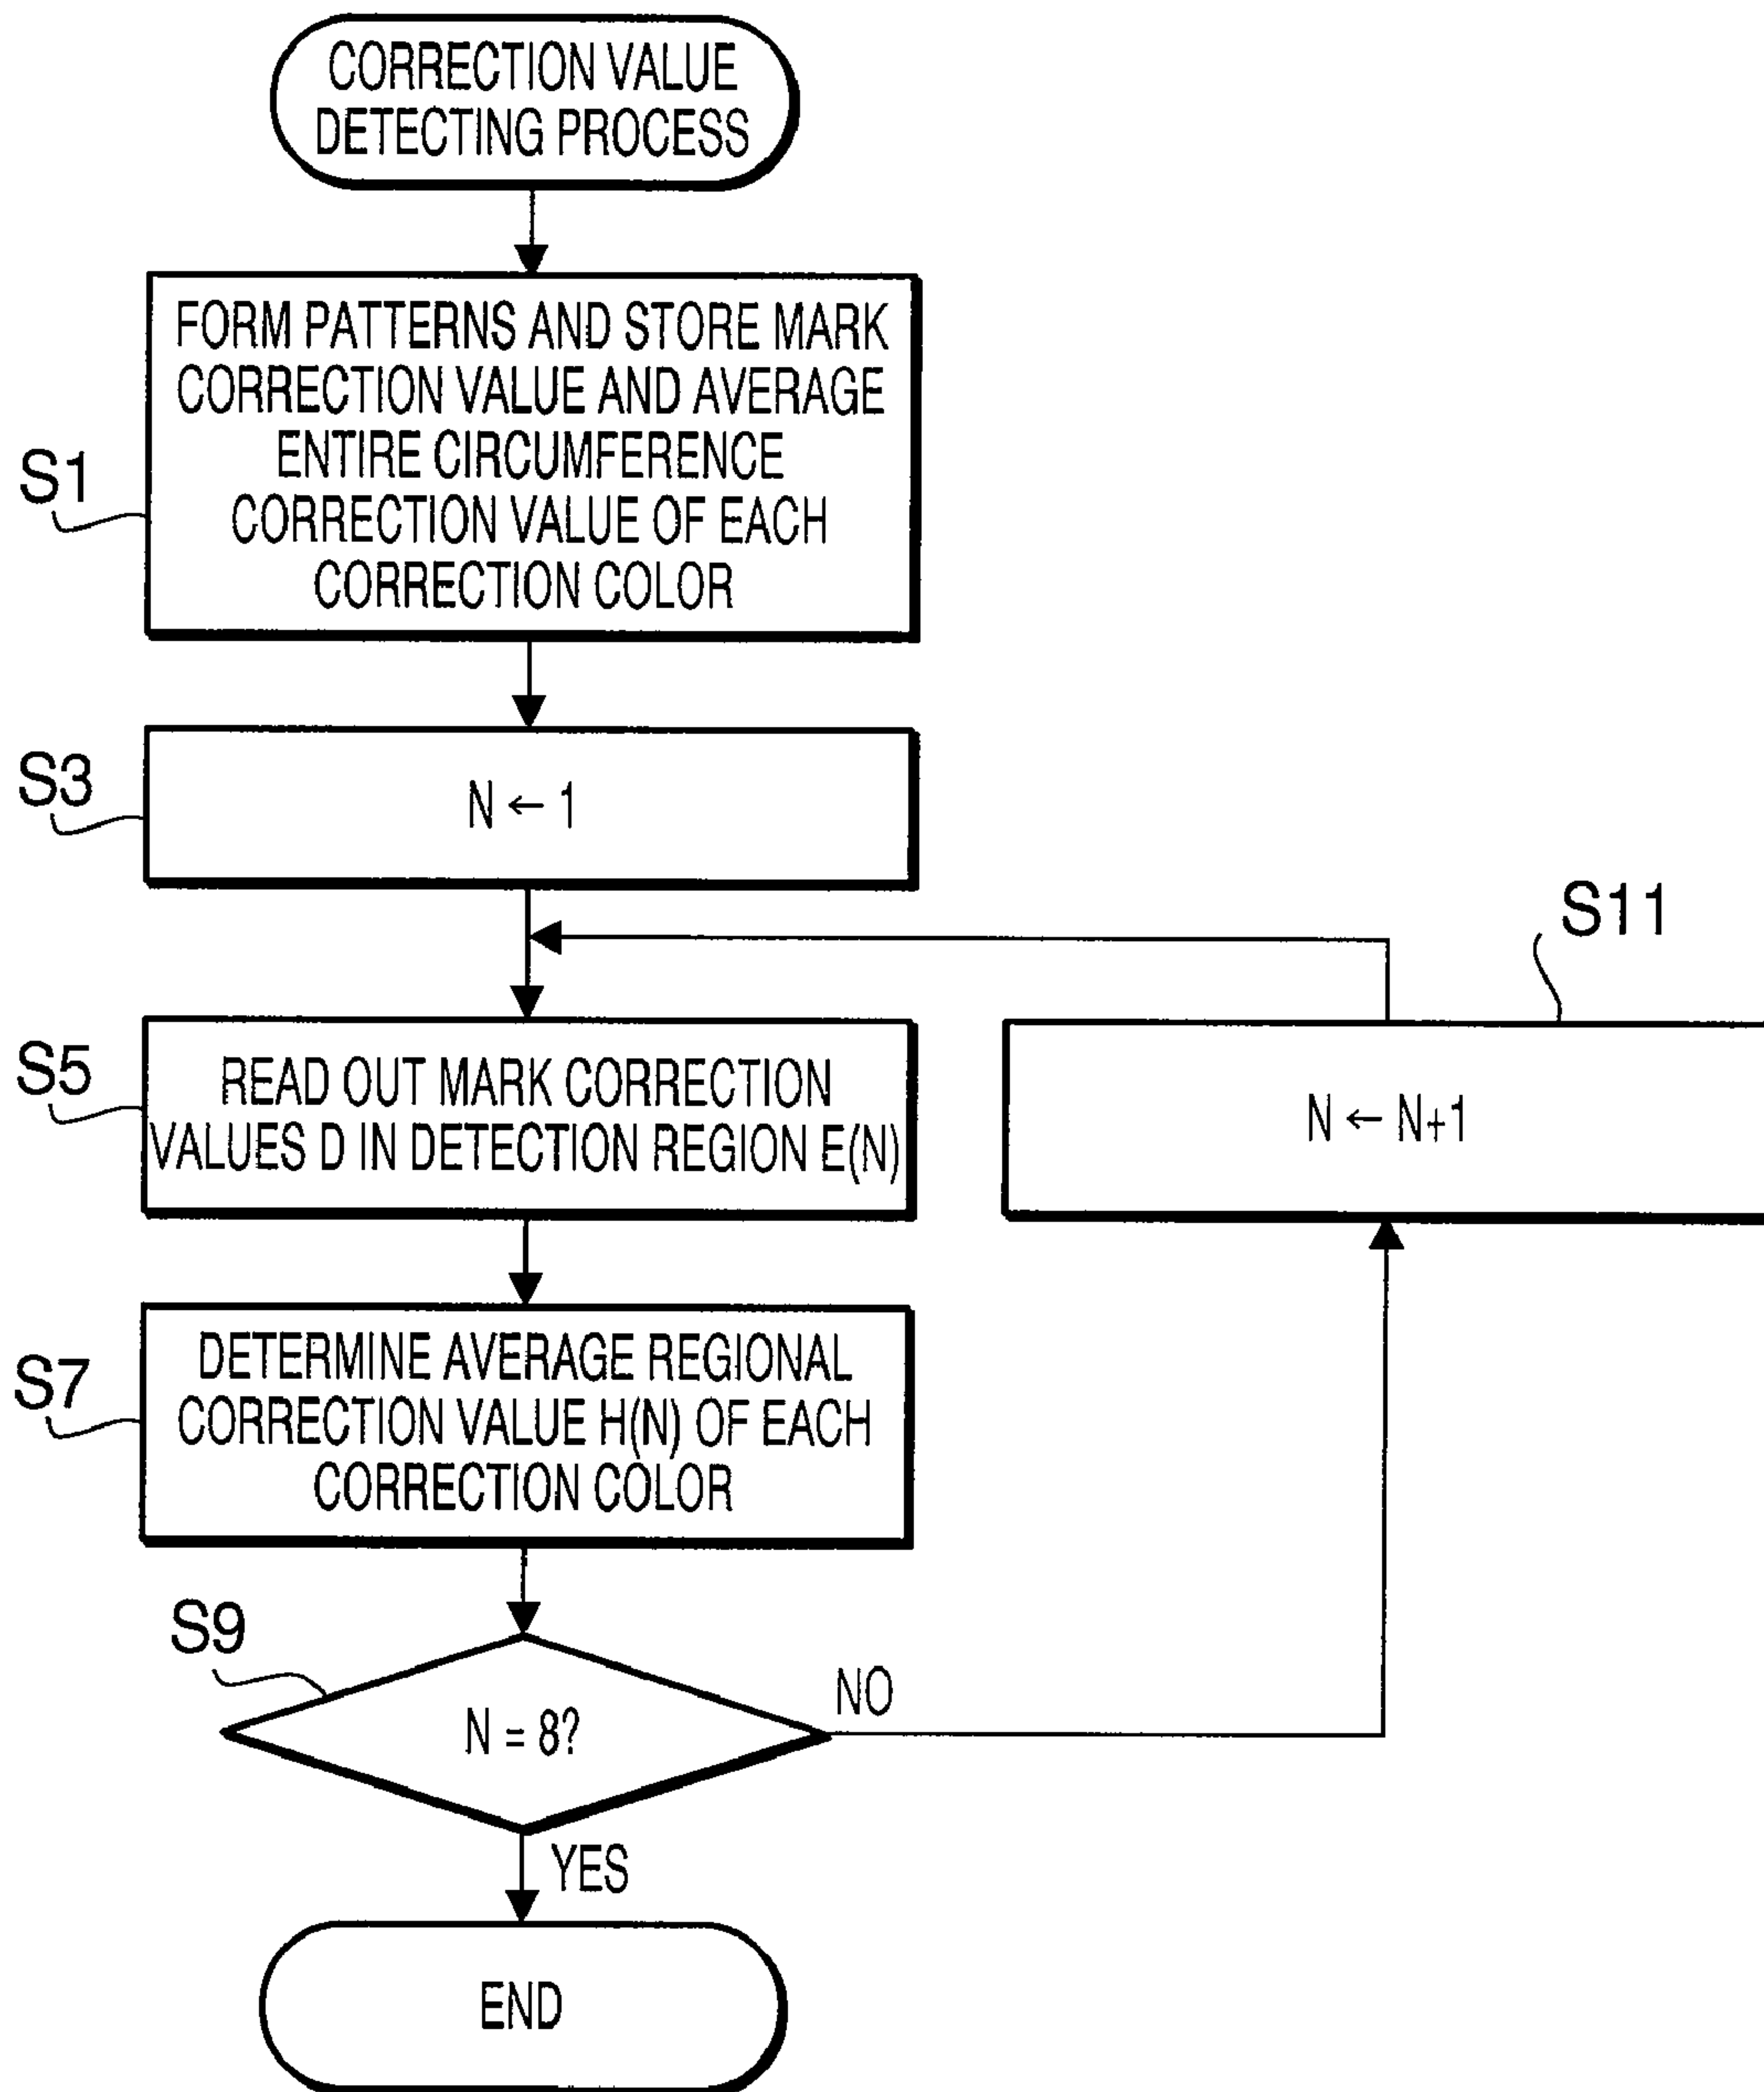 CORRECTION VALUE
DETECTING PROCESS
S1
FORM PATTERNS AND STORE MARK
CORRECTION VALUE AND AVERAGE
ENTIRE CIRCUMFERENCE
CORRECTION VALUE OF EACH
CORRECTION COLOR
S3
N ← 1
S11
N ← N+1
S5
READ OUT MARK CORRECTION
VALUES D IN DETECTION REGION E(N)
S7
DETERMINE AVERAGE REGIONAL
CORRECTION VALUE H(N) OF EACH
CORRECTION COLOR
S9
N = 8?
NO
YES
END